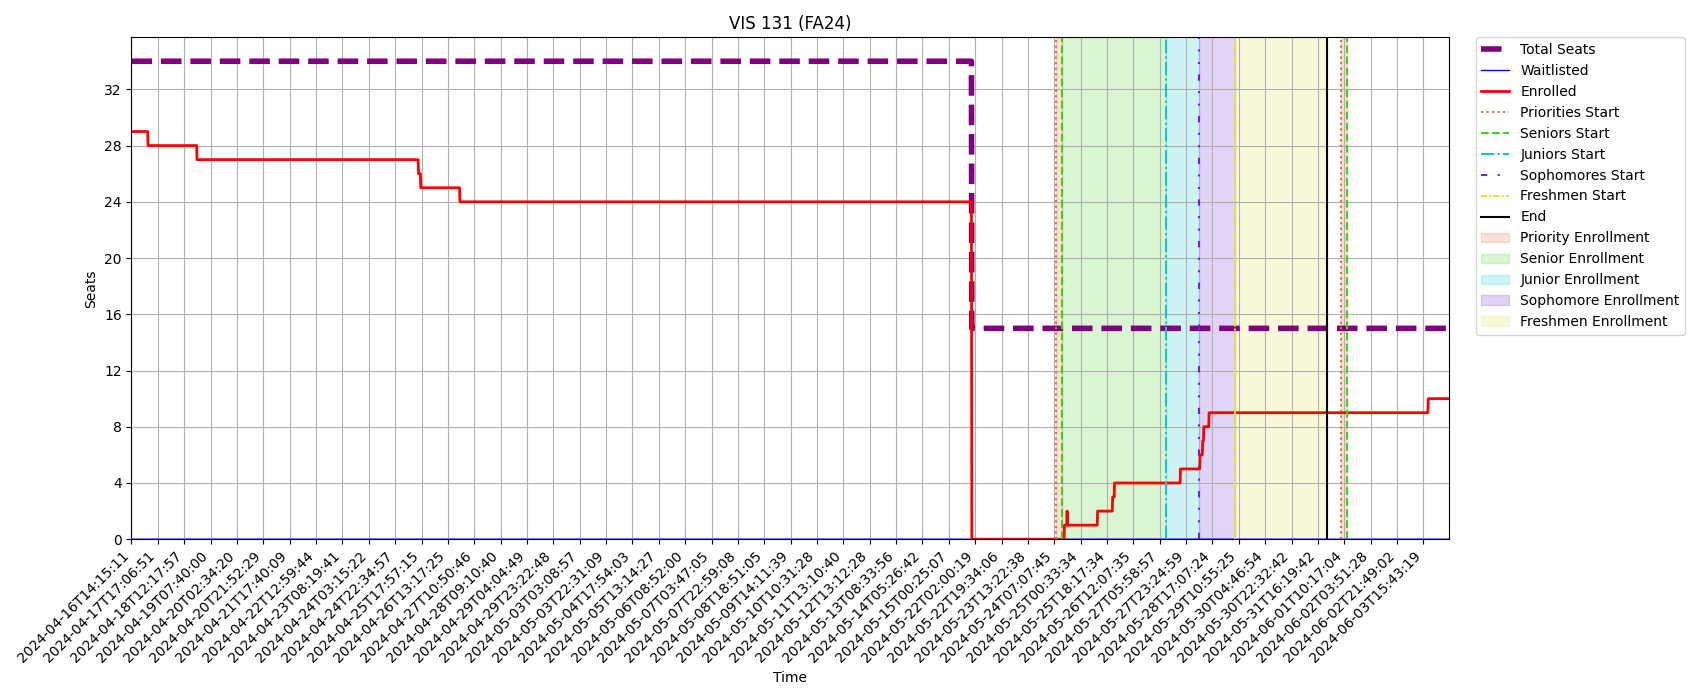 VIS 131 (FA24)
Seats
32
28
24
20
16
12
8
4
0
2024-04-16T14:15:11
2024-04-17T17:06:51
2024-04-18T12:17:57
2024-04-19T07:40:00
2024-04-20T02:34:20
2024-04-20T21:52:29
2024-04-21T17:40:09
2024-04-22T12:59:44
2024-04-23T08:19:41
2024-04-24T03:15:22
2024-04-24T22:34:57
2024-04-25T17:57:15
2024-04-26T13:17:25
2024-04-27T10:50:46
2024-04-28T09:10:40
2024-04-29T04:04:49
2024-04-29T23:22:48
2024-05-03T03:08:57
2024-05-03T22:31:09
2024-05-04T17:54:03
2024-05-05T13:14:27
2024-05-06T08:52:00
2024-05-07T03:47:05
2024-05-07T22:59:08
2024-05-08T18:51:05
2024-05-09T14:11:39
2024-05-10T10:31:28
2024-05-11T13:10:40
2024-05-12T13:12:28
2024-05-13T08:33:56
2024-05-14T05:26:42
2024-05-15T10:25:07
2024-05-22T02:00:19
2024-05-22T19:34:06
2024-05-23T13:22:38
2024-05-24T07:07:45
2024-05-25T00:33:34
2024-05-25T18:17:34
2024-05-26T12:07:35
2024-05-27T05:58:57
2024-05-27T23:24:59
2024-05-28T17:07:24
2024-05-29T10:55:25
2024-05-30T04:46:54
2024-05-30T22:32:42
2024-05-31T16:19:42
2024-06-01T10:17:04
2024-06-02T03:51:28
2024-06-02T21:49:02
2024-06-03T15:43:19
Time
Total Seats
Waitlisted
Enrolled
Priorities Start
Seniors Start
Juniors Start
Sophomores Start
Freshmen Start
End
Priority Enrollment
Senior Enrollment
Junior Enrollment
Sophomore Enrollment
Freshmen Enrollment